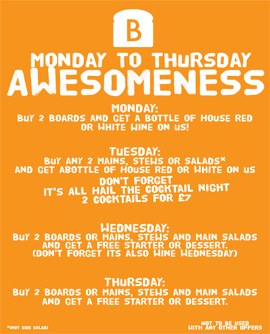 B
MONDAY TO THURSDAY
AWESOMENESS
MONDAY:
BUY 2 BOARDS AND GET A BOTTLE OF HOUSE RED
OR WHITE WINE ON US!
TUESDAY:
BUY ANY 2 MAINS, STEWS OR SALADS*
AND GET ABOTTLE OF HOUSE RED OR WHITE ON US
DON'T FORGET
IT'S ALL HAIL THE COCKTAIL NIGHT
2 COCKTAILS FOR £7
WEDNESDAY:
BUY 2 BOARDS OR MAINS, STEWS AND MAIN SALADS
AND GET A FREE STARTER OR DESSERT.
(DON'T FORGET ITS ALSO WINE WEDNESDAY)
THURSDAY:
BUY 2 BOARDS OR MAINS, STEWS AND MAIN SALADS
AND GET A FREE STARTER OR DESSERT.
*(NOT SIDE SALAD)
NOT TO BE USED
WITH ANY OTHER OFFERS